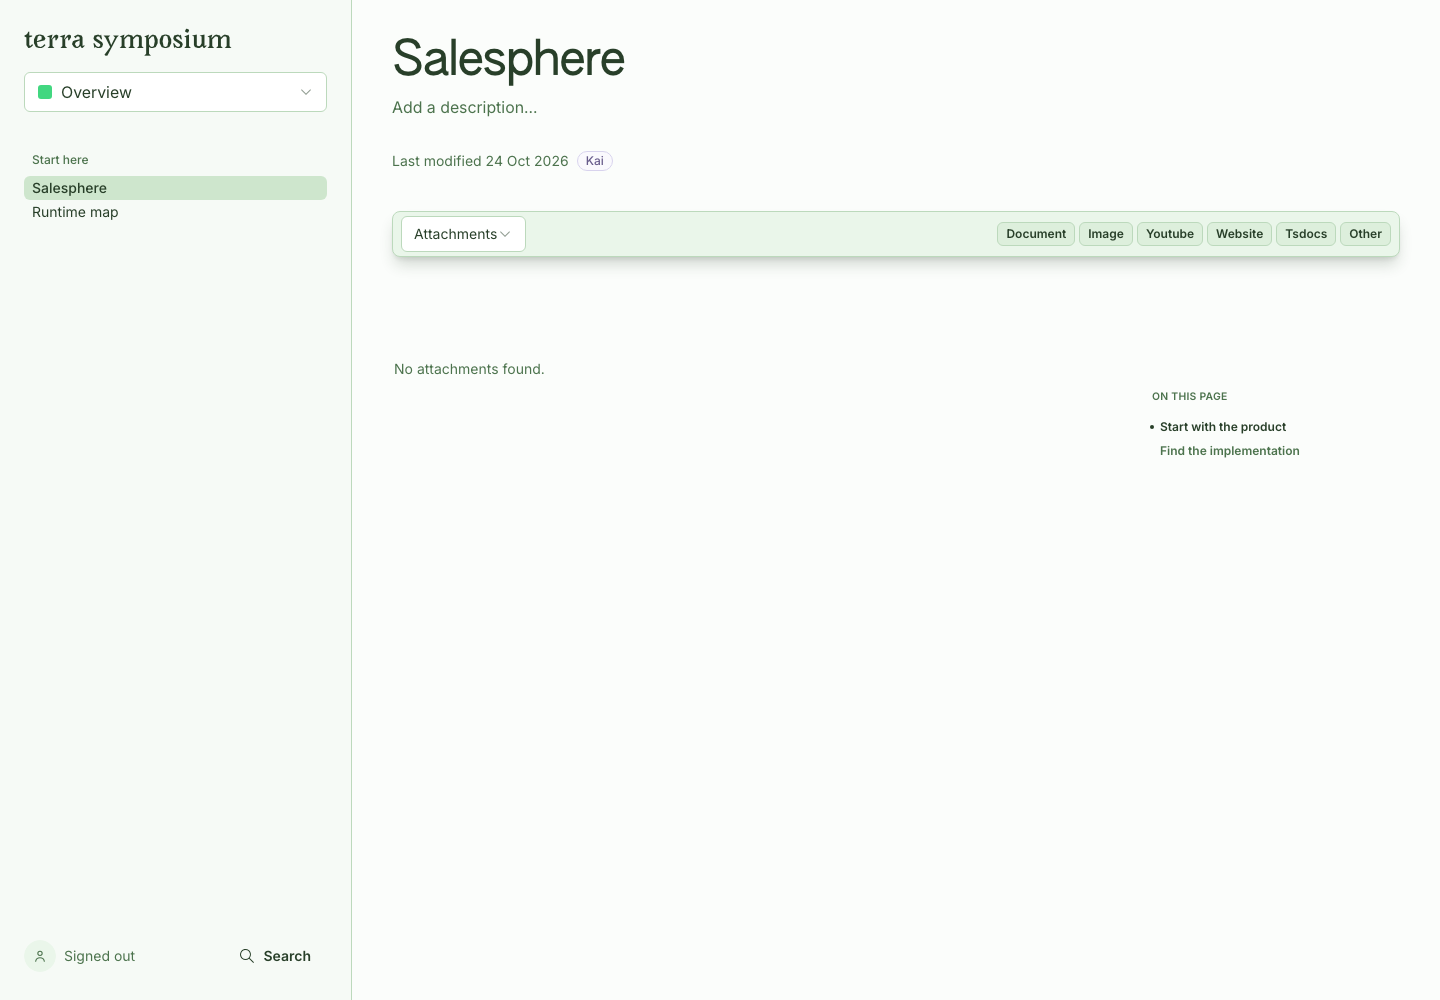 terra symposium
Overview
Start here
Salesphere
Runtime map
Signed out
Search
Salesphere
Add a description...
Last modified 24 Oct 2026 Kai
Attachments Document Image Youtube Website Tsdocs Other
No attachments found.
ON THIS PAGE
Start with the product
Find the implementation